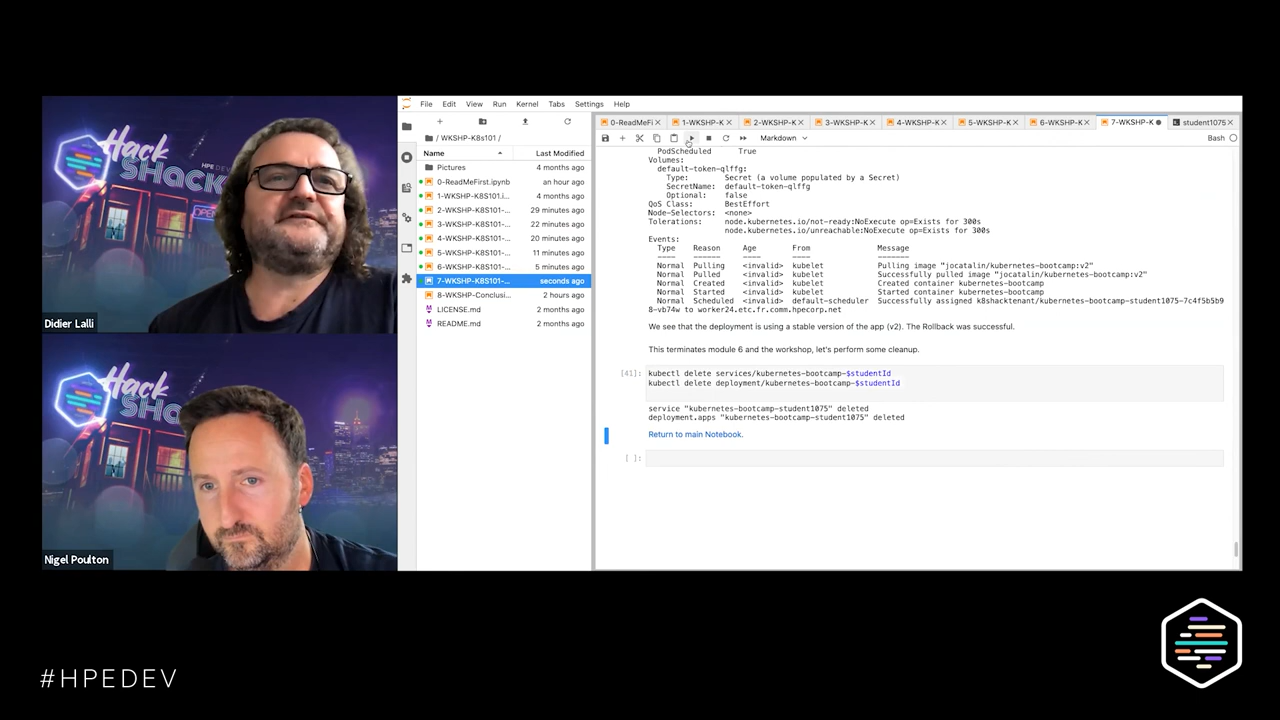 Hack
Shack
HPE DEV
OPEN
Didier Lalli
Hack
Nigel Poulton
File Edit View Run Kernel Tabs Settings Help
/ WKSHP-K8s101 /
Name Last Modified
Pictures 4 months ago
0-ReadMeFirst.ipynb an hour ago
1-WKSHP-K8S101.i... 4 months ago
2-WKSHP-K8S101-... 29 minutes ago
3-WKSHP-K8S101-... 22 minutes ago
4-WKSHP-K8S101-... 20 minutes ago
5-WKSHP-K8S101-... 11 minutes ago
6-WKSHP-K8S101-... 5 minutes ago
7-WKSHP-K8S101-... seconds ago
8-WKSHP-Conclusi... 2 hours ago
LICENSE.md 2 months ago
README.md 2 months ago
0-ReadMeFi 1-WKSHP-K 2-WKSHP-K 3-WKSHP-K 4-WKSHP-K 5-WKSHP-K 6-WKSHP-K 7-WKSHP-K student1075
Markdown Bash
PodScheduled True
Volumes:
default-token-qlffg:
Type: Secret (a volume populated by a Secret)
SecretName: default-token-qlffg
Optional: false
QoS Class: BestEffort
Node-Selectors: <none>
Tolerations: node.kubernetes.io/not-ready:NoExecute op=Exists for 300s
node.kubernetes.io/unreachable:NoExecute op=Exists for 300s
Events:
Type Reason Age From Message
---- ------ ---- ---- -------
Normal Pulling <invalid> kubelet Pulling image "jocatalin/kubernetes-bootcamp:v2"
Normal Pulled <invalid> kubelet Successfully pulled image "jocatalin/kubernetes-bootcamp:v2"
Normal Created <invalid> kubelet Created container kubernetes-bootcamp
Normal Started <invalid> kubelet Started container kubernetes-bootcamp
Normal Scheduled <invalid> default-scheduler Successfully assigned k8shacktenant/kubernetes-bootcamp-student1075-7c4f5b5b9
8-vb74w to worker24.etc.fr.comm.hpecorp.net
We see that the deployment is using a stable version of the app (v2). The Rollback was successful.
This terminates module 6 and the workshop, let's perform some cleanup.
[41]: kubectl delete services/kubernetes-bootcamp-$studentId
kubectl delete deployment/kubernetes-bootcamp-$studentId
service "kubernetes-bootcamp-student1075" deleted
deployment.apps "kubernetes-bootcamp-student1075" deleted
Return to main Notebook.
[ ]:
#HPEDEV